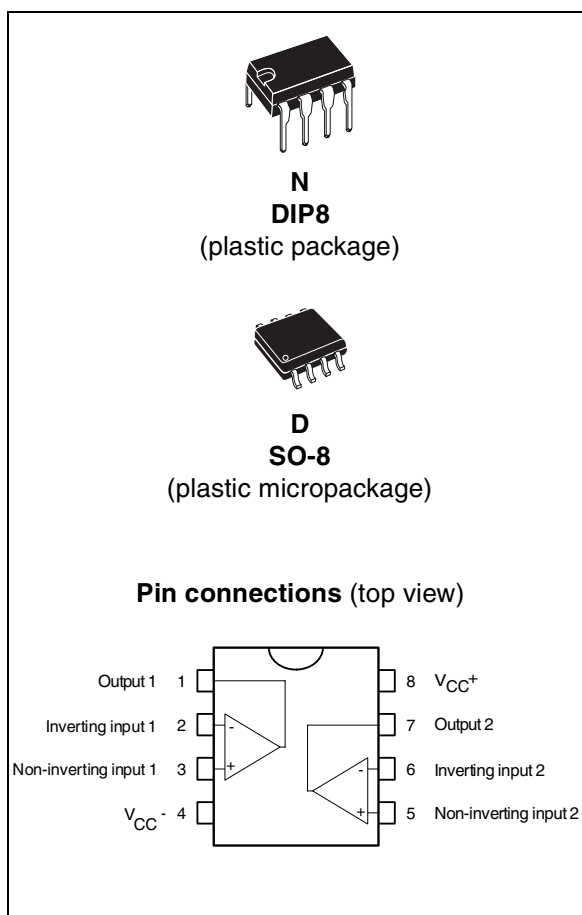 N
DIP8
(plastic package)
D
SO-8
(plastic micropackage)
Pin connections (top view)
Output 1 1
Inverting input 1 2
Non-inverting input 1 3
VCC - 4
8 VCC+
7 Output 2
6 Inverting input 2
5 Non-inverting input 2
-
+
-
+